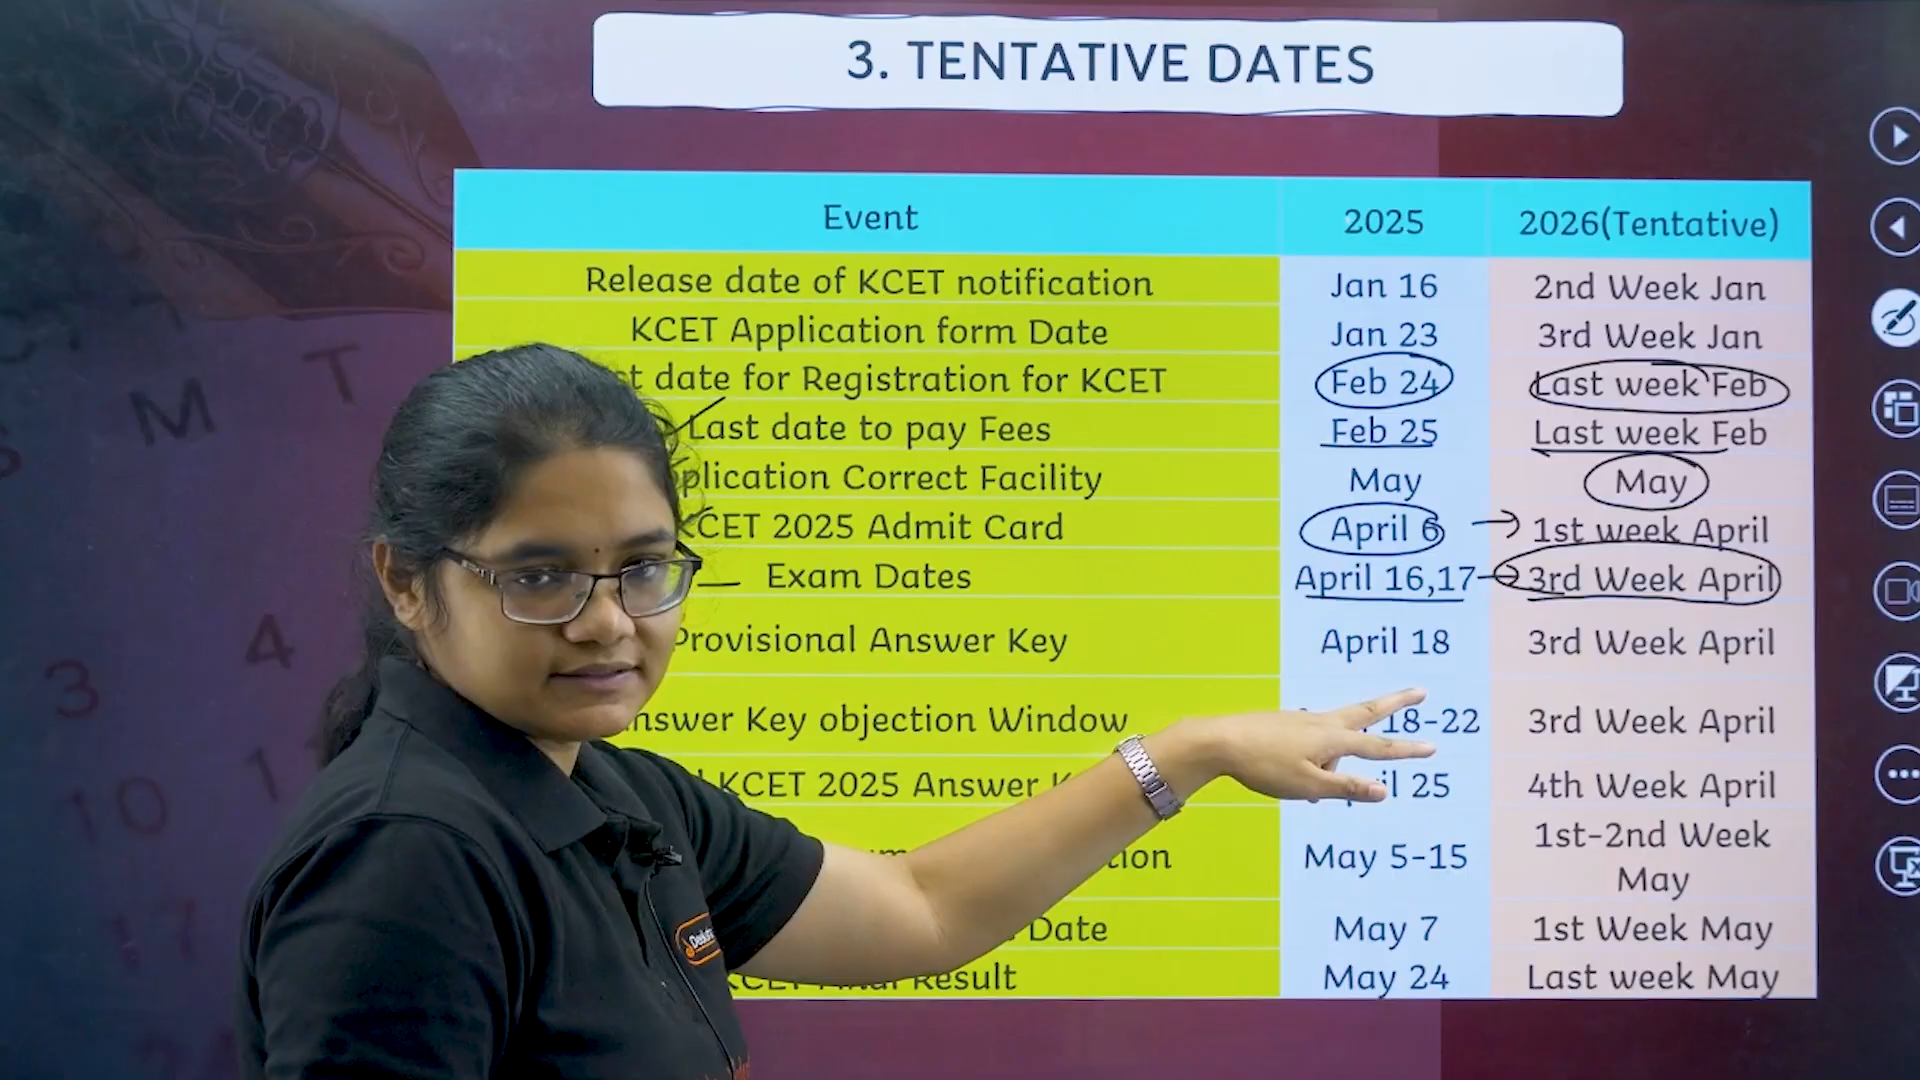 3. TENTATIVE DATES
Event 2025 2026(Tentative)
Release date of KCET notification Jan 16 2nd Week Jan
KCET Application form Date Jan 23 3rd Week Jan
date for Registration for KCET Feb 24 Last week Feb
Last date to pay Fees Feb 25 Last week Feb
Correct Facility May May
KCET 2025 Admit Card April 6 1st week April
Exam Dates April 16,17 3rd Week April
Provisional Answer Key April 18 3rd Week April
Key objection Window 18-22 3rd Week April
KCET 2025 Answer 25 4th Week April
May 5-15 1st-2nd Week
May
Date May 7 1st Week May
Result May 24 Last week May
M T
4
3
10
17